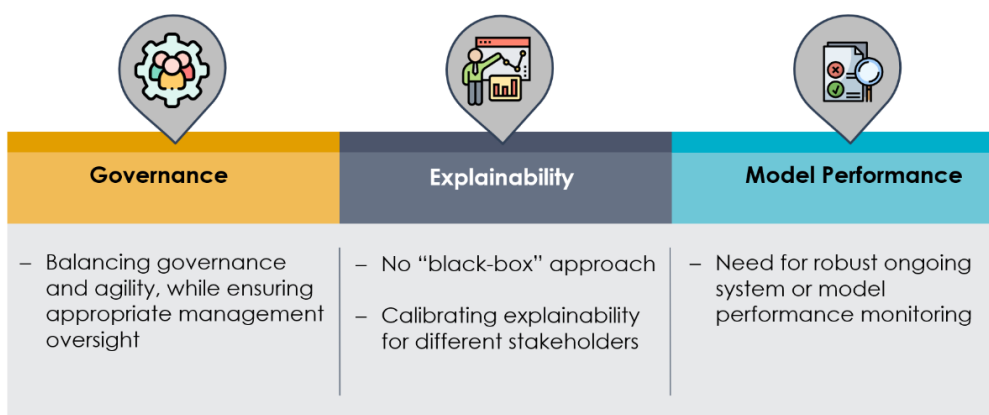 Governance
Explainability
Model Performance
– Balancing governance
and agility, while ensuring
appropriate management
oversight
– No “black-box” approach
– Calibrating explainability
for different stakeholders
– Need for robust ongoing
system or model
performance monitoring